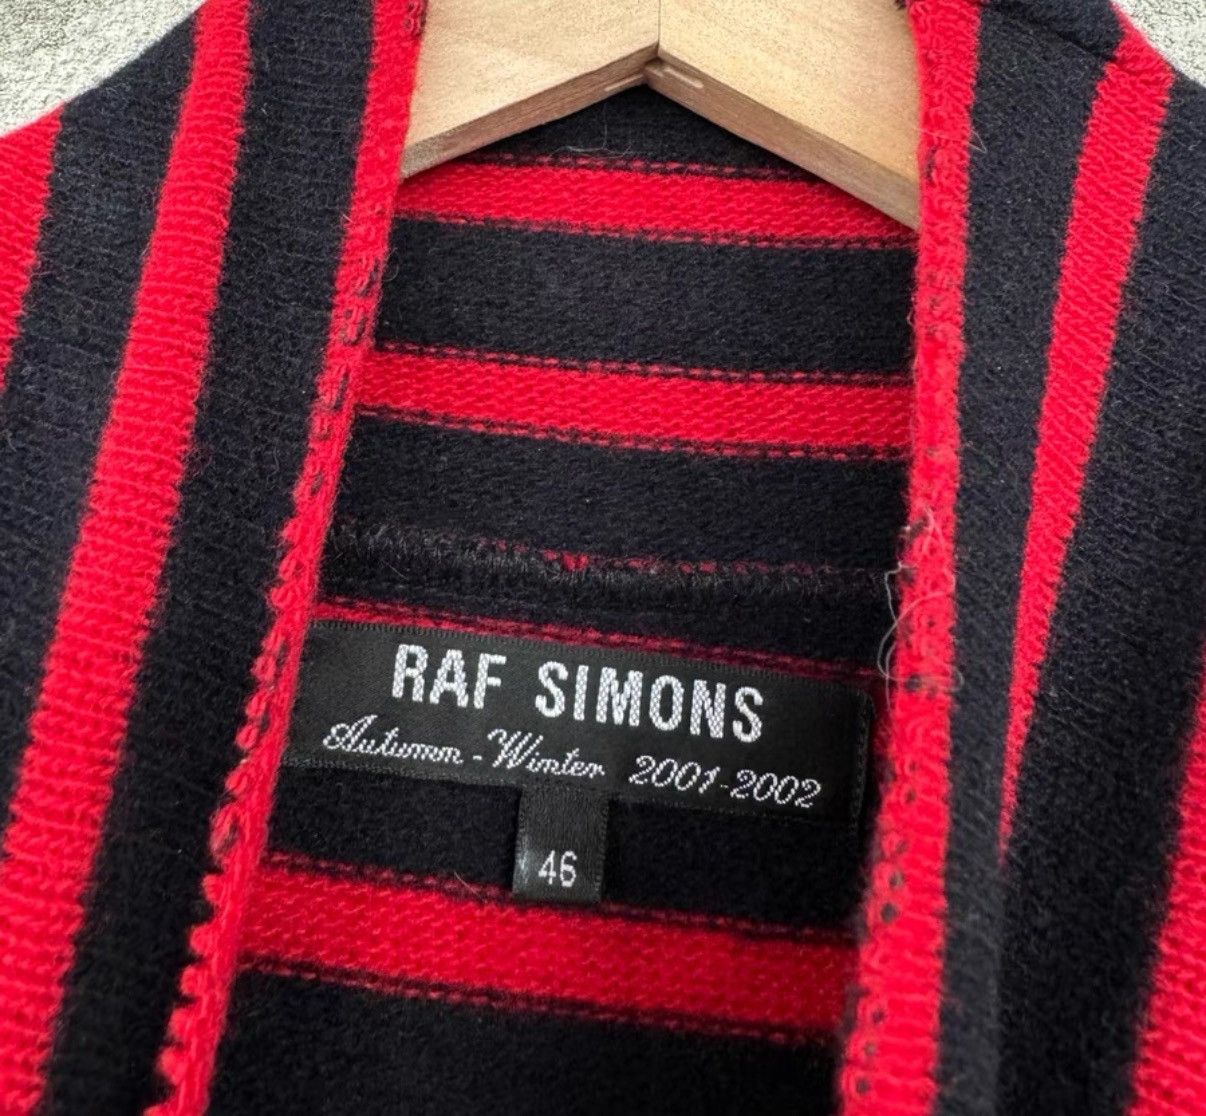 RAF SIMONS
Autumn-Winter 2001-2002
46